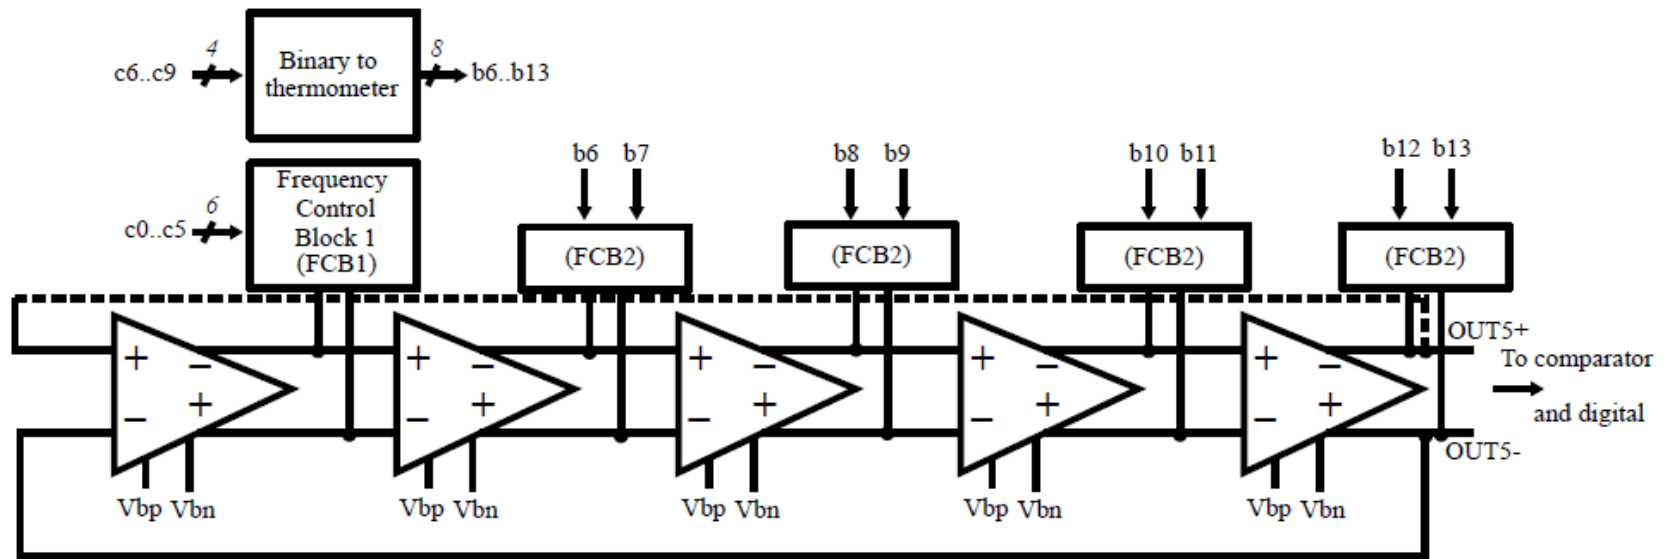 4
8
c6..c9
Binary to
thermometer
b6..b13
b6 b7
b8 b9
b10 b11
b12 b13
6
c0..c5
Frequency
Control
Block 1
(FCB1)
(FCB2)
(FCB2)
(FCB2)
(FCB2)
OUT5+
To comparator
and digital
OUT5-
+ −
− +
+ −
− +
+ −
− +
+ −
− +
+ −
− +
Vbp Vbn
Vbp Vbn
Vbp Vbn
Vbp Vbn
Vbp Vbn